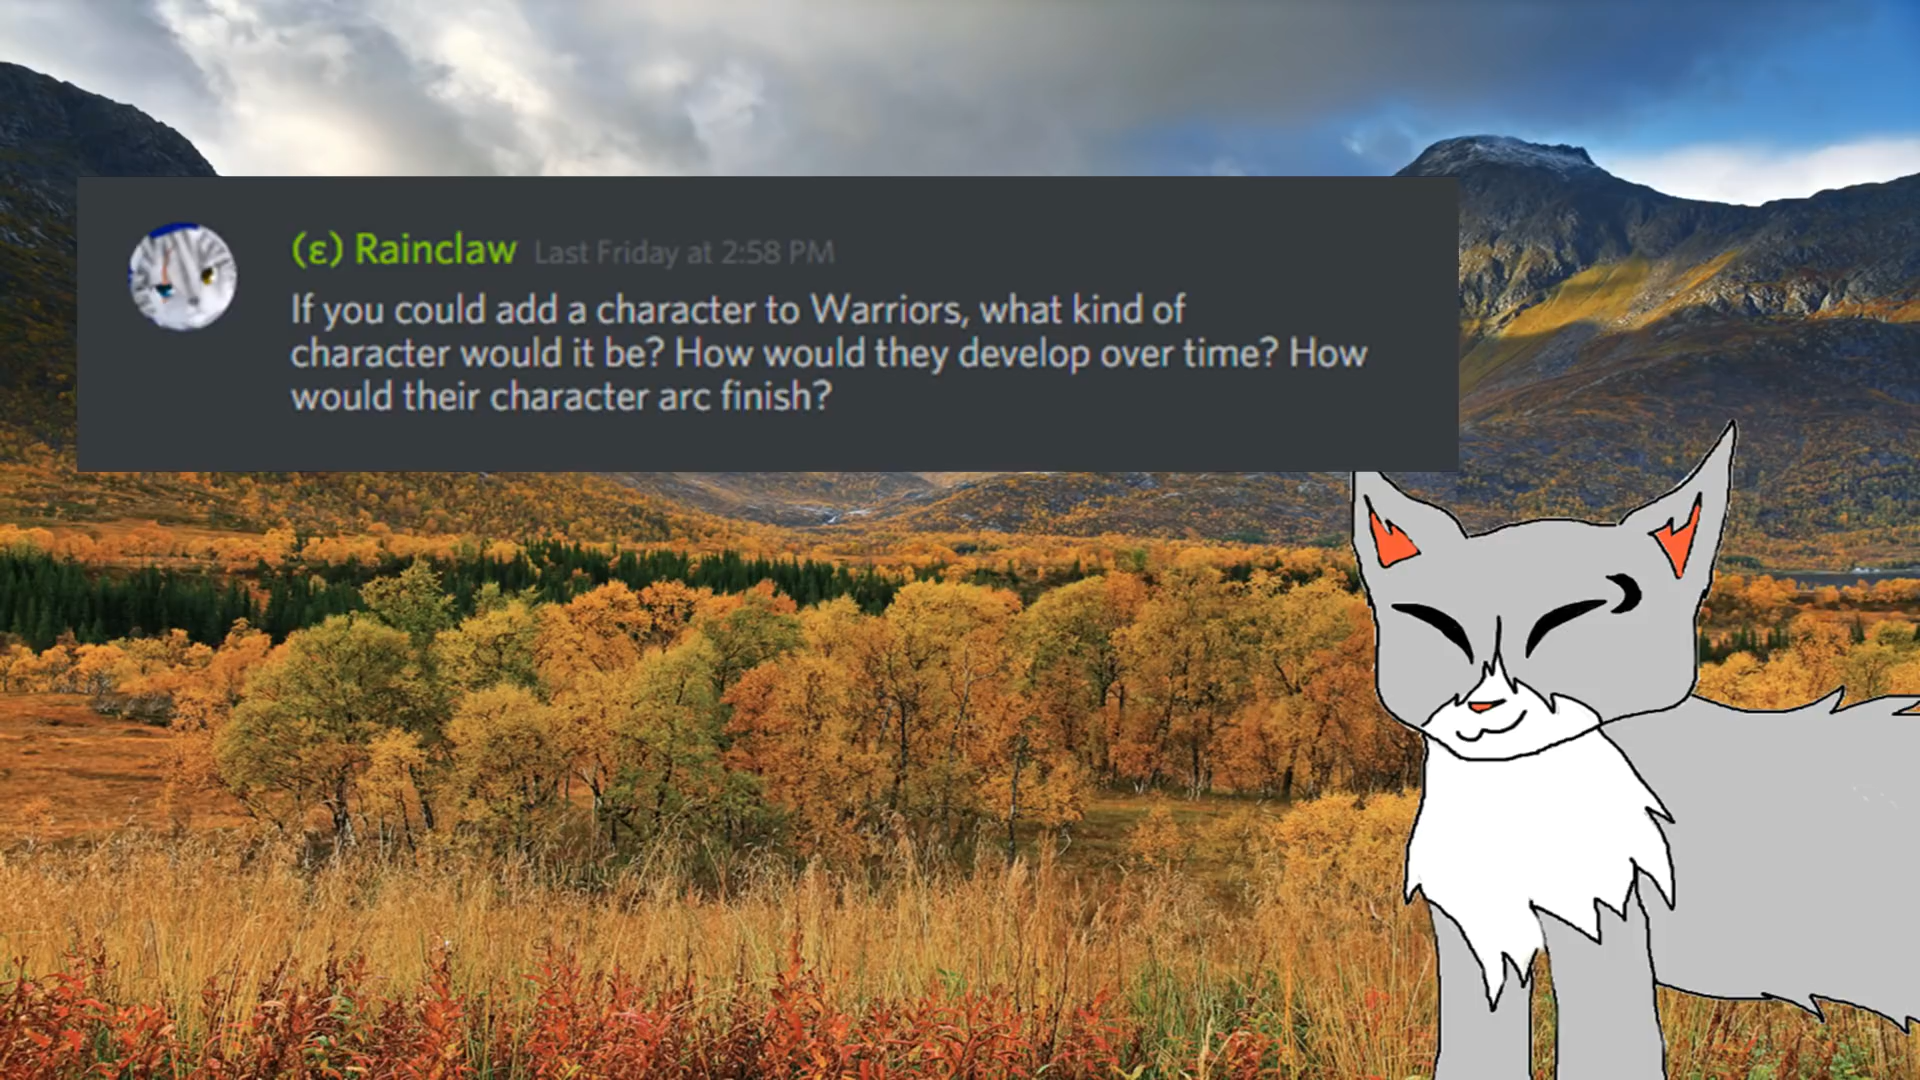 (ε) Rainclaw Last Friday at 2:58 PM
If you could add a character to Warriors, what kind of
character would it be? How would they develop over time? How
would their character arc finish?